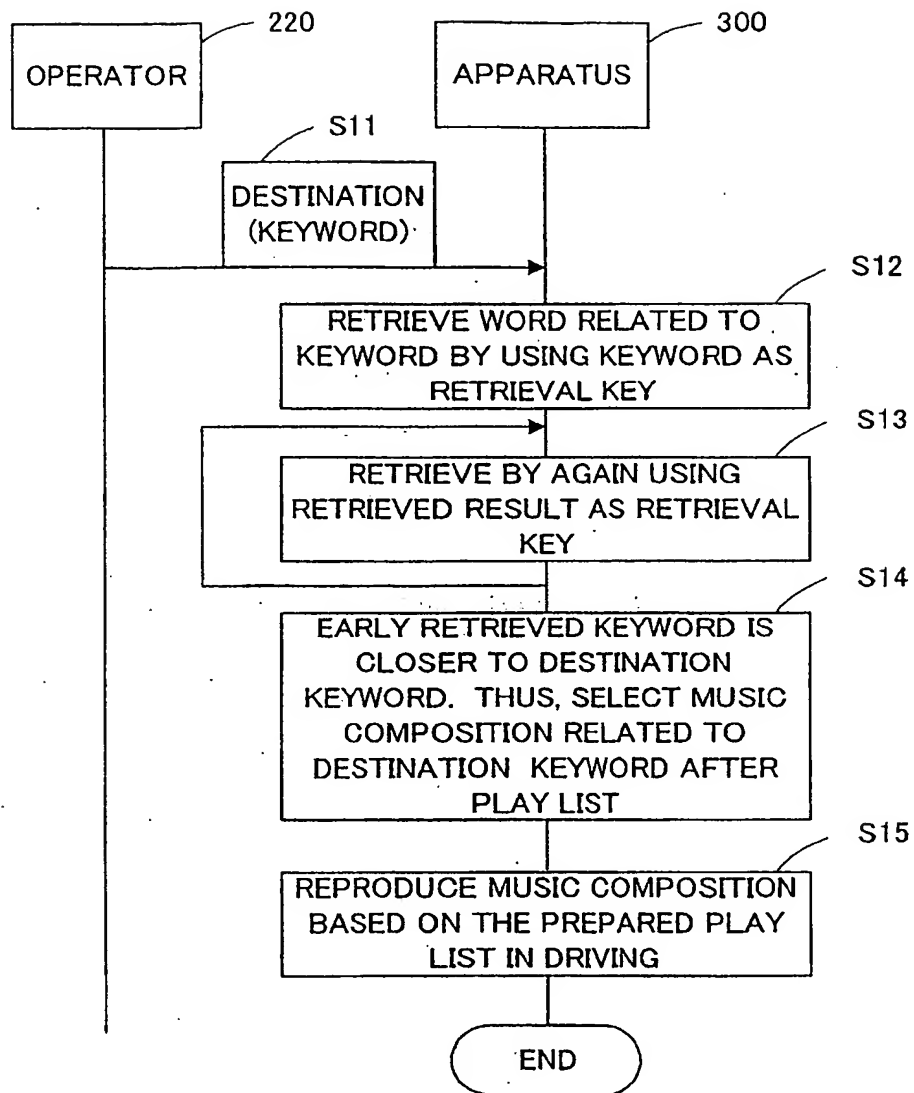 220
300
OPERATOR
APPARATUS
S11
DESTINATION
(KEYWORD)
S12
RETRIEVE WORD RELATED TO
KEYWORD BY USING KEYWORD AS
RETRIEVAL KEY
S13
RETRIEVE BY AGAIN USING
RETRIEVED RESULT AS RETRIEVAL
KEY
S14
EARLY RETRIEVED KEYWORD IS
CLOSER TO DESTINATION
KEYWORD. THUS, SELECT MUSIC
COMPOSITION RELATED TO
DESTINATION KEYWORD AFTER
PLAY LIST
S15
REPRODUCE MUSIC COMPOSITION
BASED ON THE PREPARED PLAY
LIST IN DRIVING
END